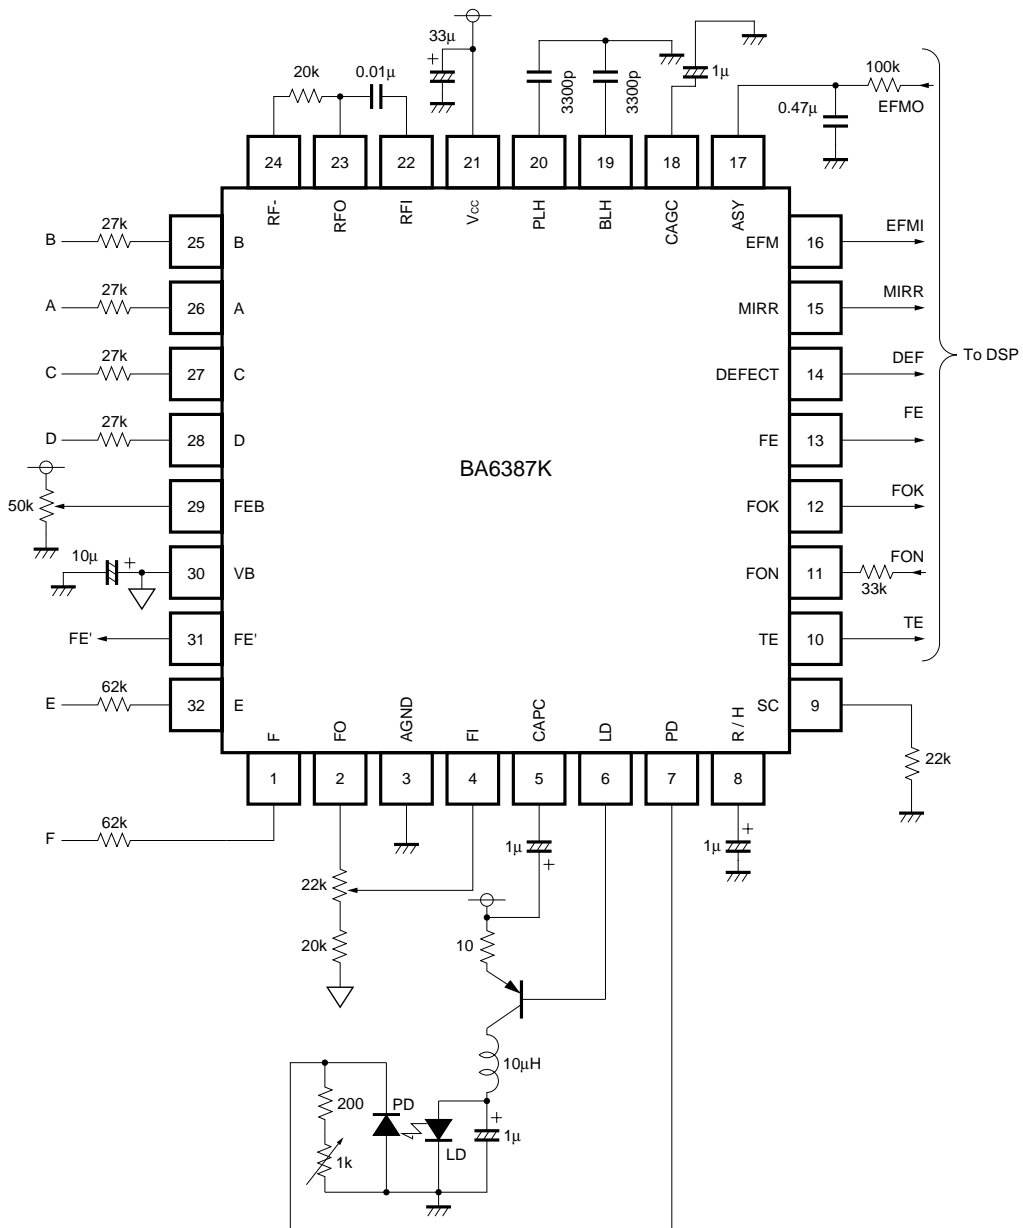 33μ
20k
0.01μ
3300p
3300p
1μ
100k
EFMO
0.47μ
24
23
22
21
20
19
18
17
RF-
RFO
RFI
Vcc
PLH
BLH
CAGC
ASY
B
27k
25
B
EFM
16
EFMI
A
27k
26
A
MIRR
15
MIRR
C
27k
27
C
DEFECT
14
DEF
To DSP
D
27k
28
D
FE
13
FE
BA6387K
50k
29
FEB
FOK
12
FOK
10μ
+
30
VB
FON
11
FON
33k
FE'
31
FE'
TE
10
TE
E
62k
32
E
SC
9
22k
F
FO
AGND
FI
CAPC
LD
PD
R / H
1
2
3
4
5
6
7
8
F
62k
1μ
+
1μ
+
22k
20k
10
10μH
200
PD
LD
+
1μ
1k